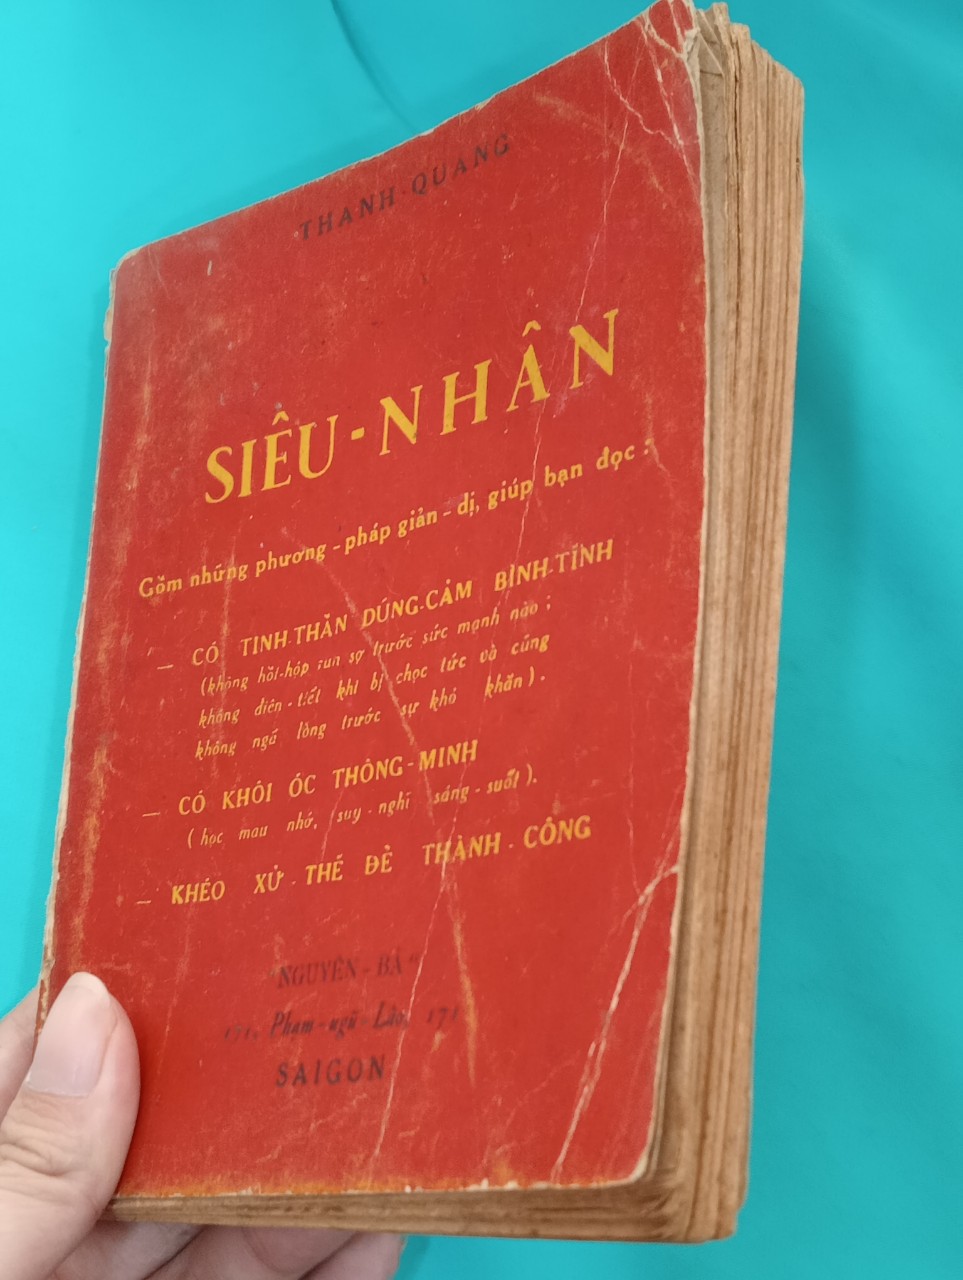 THANH-QUANG
SIÊU-NHÂN
Gồm những phương-pháp giản-dị, giúp bạn đọc:
— CÓ TINH-THẦN DŨNG-CẢM BÌNH-TĨNH
(không hồi-hộp run sợ trước sức mạnh nào;
không điên-tiết khi bị chọc tức và cũng
không ngã lòng trước sự khó khăn).
— CÓ KHỐI ÓC THÔNG-MINH
(học mau nhớ, suy-nghĩ sáng-suốt).
— KHÉO XỬ-THẾ ĐỂ THÀNH-CÔNG
"NGUYÊN-BÁ"
Phạm-ngũ-Lão,
SAIGON